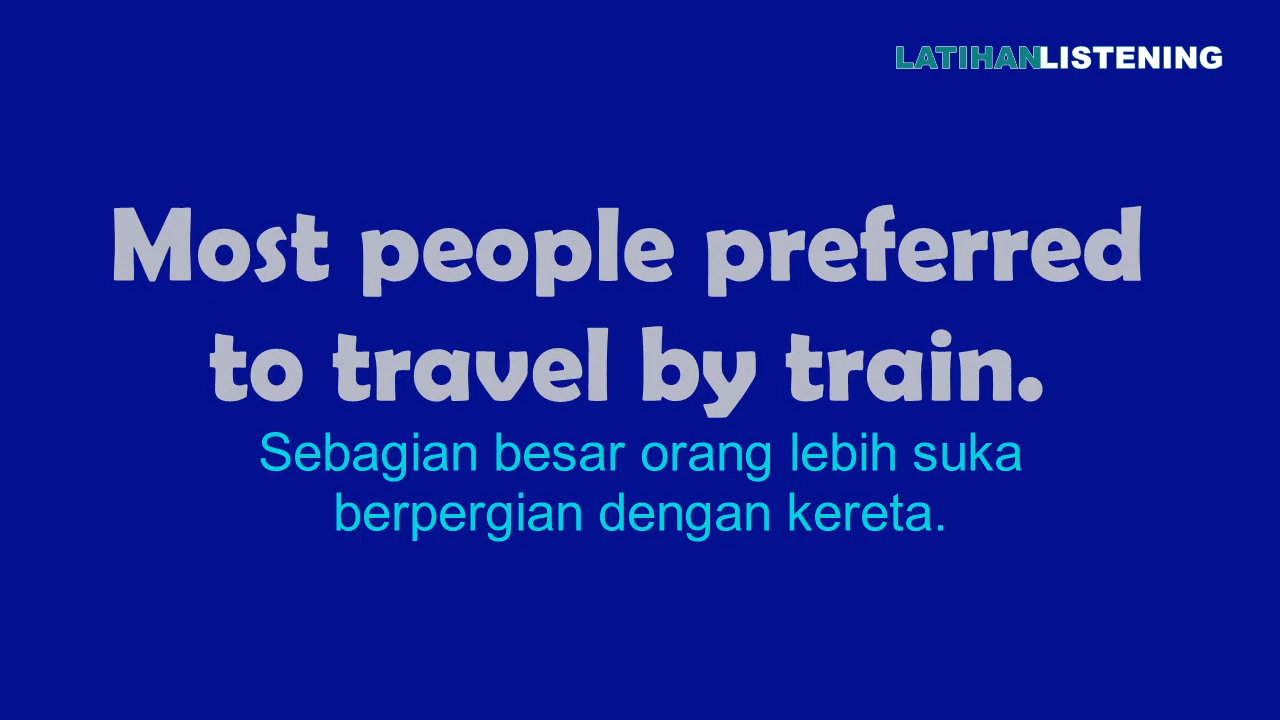 LATIHANLISTENING
Most people preferred
to travel by train.
Sebagian besar orang lebih suka
berpergian dengan kereta.